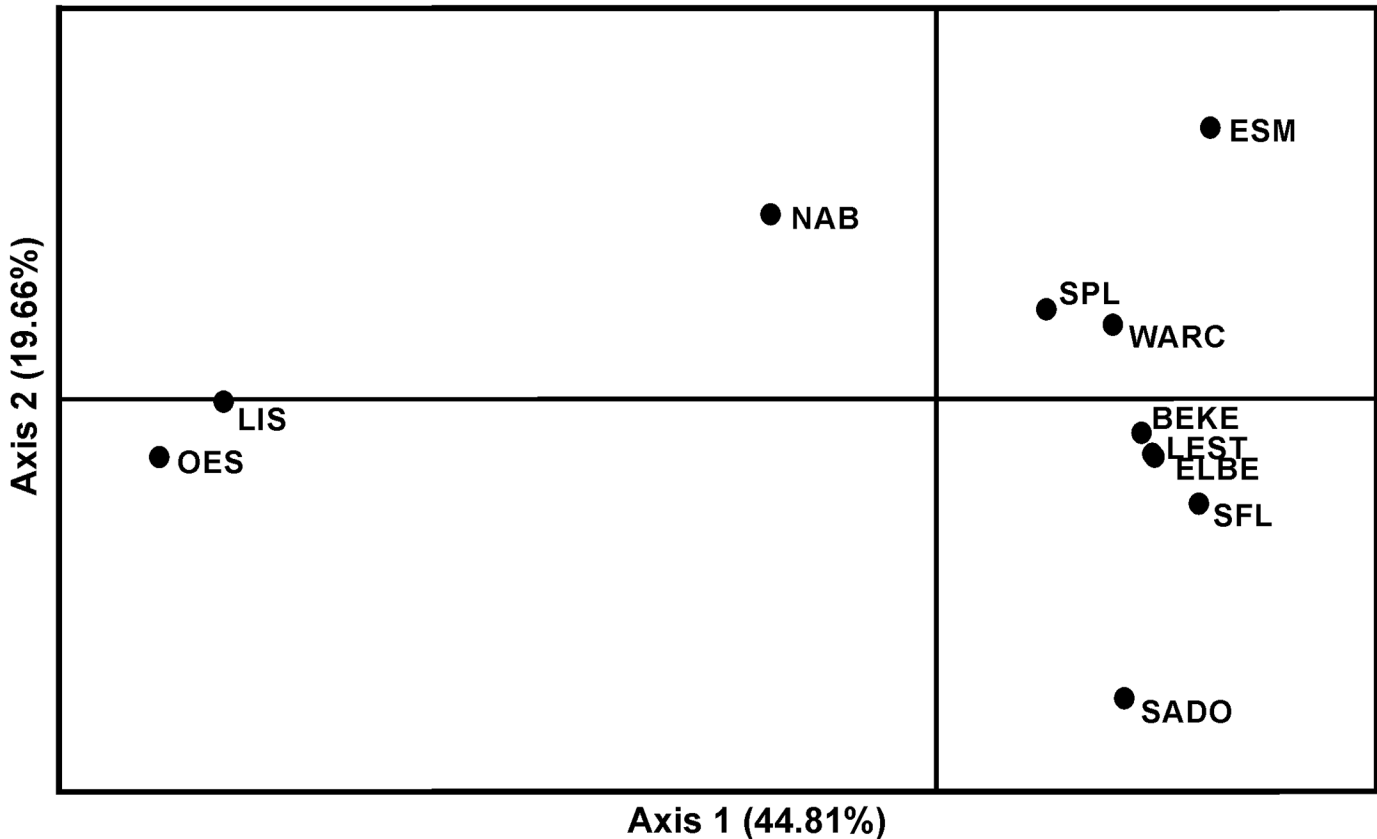 ESM
NAB
SPL
WARC
LIS
OES
BEKE
LEST
ELBE
SFL
SADO
Axis 2 (19.66%)
Axis 1 (44.81%)